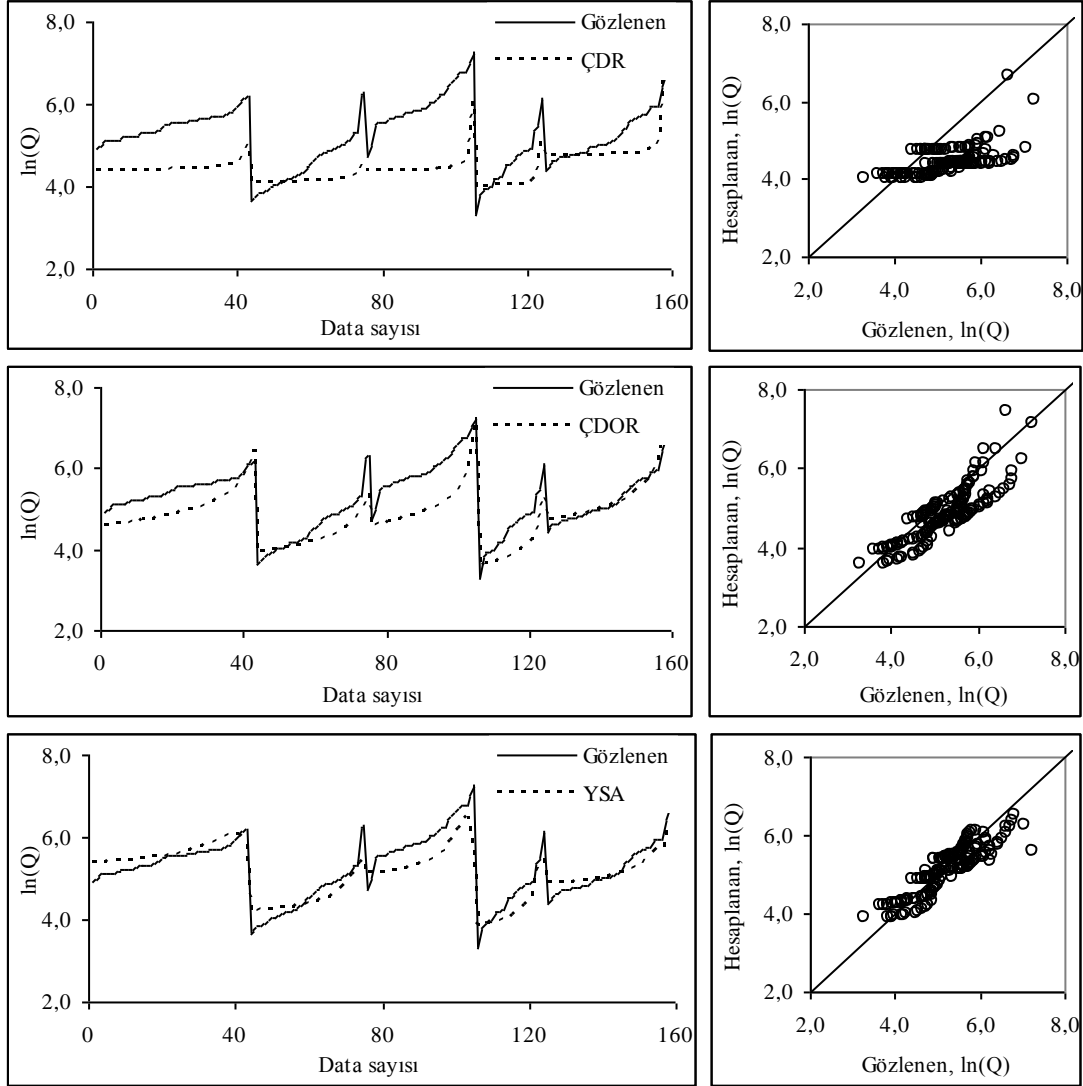 8,0
6,0
4,0
2,0
ln(Q)
0
40
80
120
160
Data sayısı
Gözlenen
ÇDR
8,0
6,0
4,0
2,0
Hesaplanan, ln(Q)
2,0
4,0
6,0
8,0
Gözlenen, ln(Q)
8,0
6,0
4,0
2,0
ln(Q)
0
40
80
120
160
Data sayısı
Gözlenen
ÇDOR
8,0
6,0
4,0
2,0
Hesaplanan, ln(Q)
2,0
4,0
6,0
8,0
Gözlenen, ln(Q)
8,0
6,0
4,0
2,0
ln(Q)
0
40
80
120
160
Data sayısı
Gözlenen
YSA
8,0
6,0
4,0
2,0
Hesaplanan, ln(Q)
2,0
4,0
6,0
8,0
Gözlenen, ln(Q)